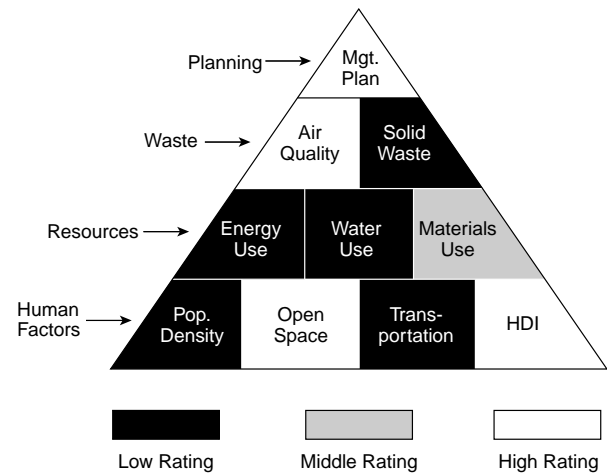 Planning
Mgt.
Plan
Waste
Air
Quality
Solid
Waste
Resources
Energy
Use
Water
Use
Materials
Use
Human
Factors
Pop.
Density
Open
Space
Trans-
portation
HDI
Low Rating
Middle Rating
High Rating